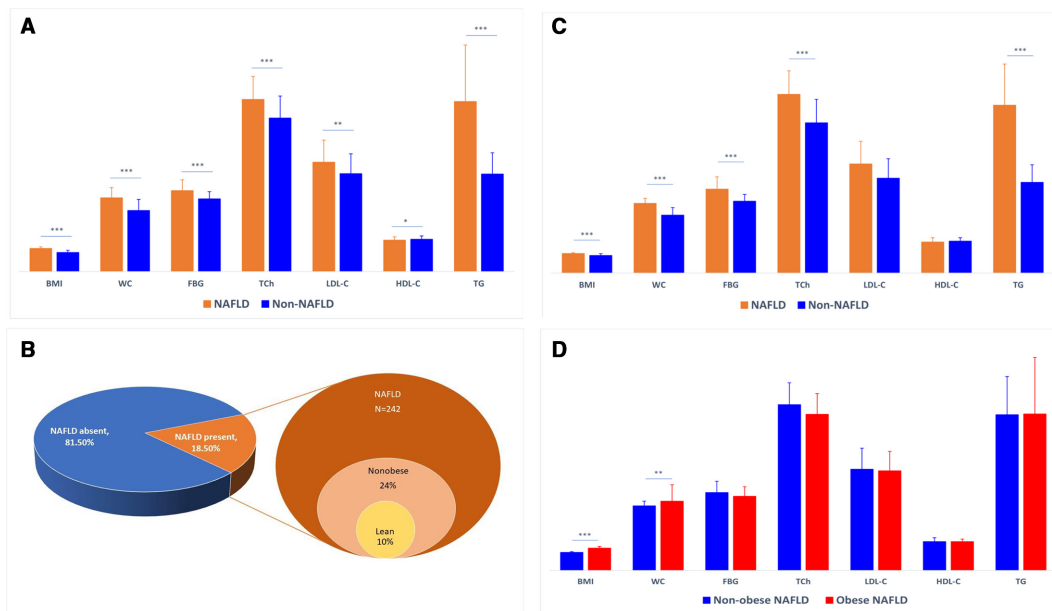 A
***
***
***
***
**
*
***
BMI
WC
FBG
TCh
LDL-C
HDL-C
TG
NAFLD
Non-NAFLD
C
***
***
***
***
***
BMI
WC
FBG
TCh
LDL-C
HDL-C
TG
NAFLD
Non-NAFLD
B
NAFLD absent,
81.50%
NAFLD present,
18.50%
NAFLD
N=242
Nonobese
24%
Lean
10%
D
***
**
BMI
WC
FBG
TCh
LDL-C
HDL-C
TG
Non-obese NAFLD
Obese NAFLD